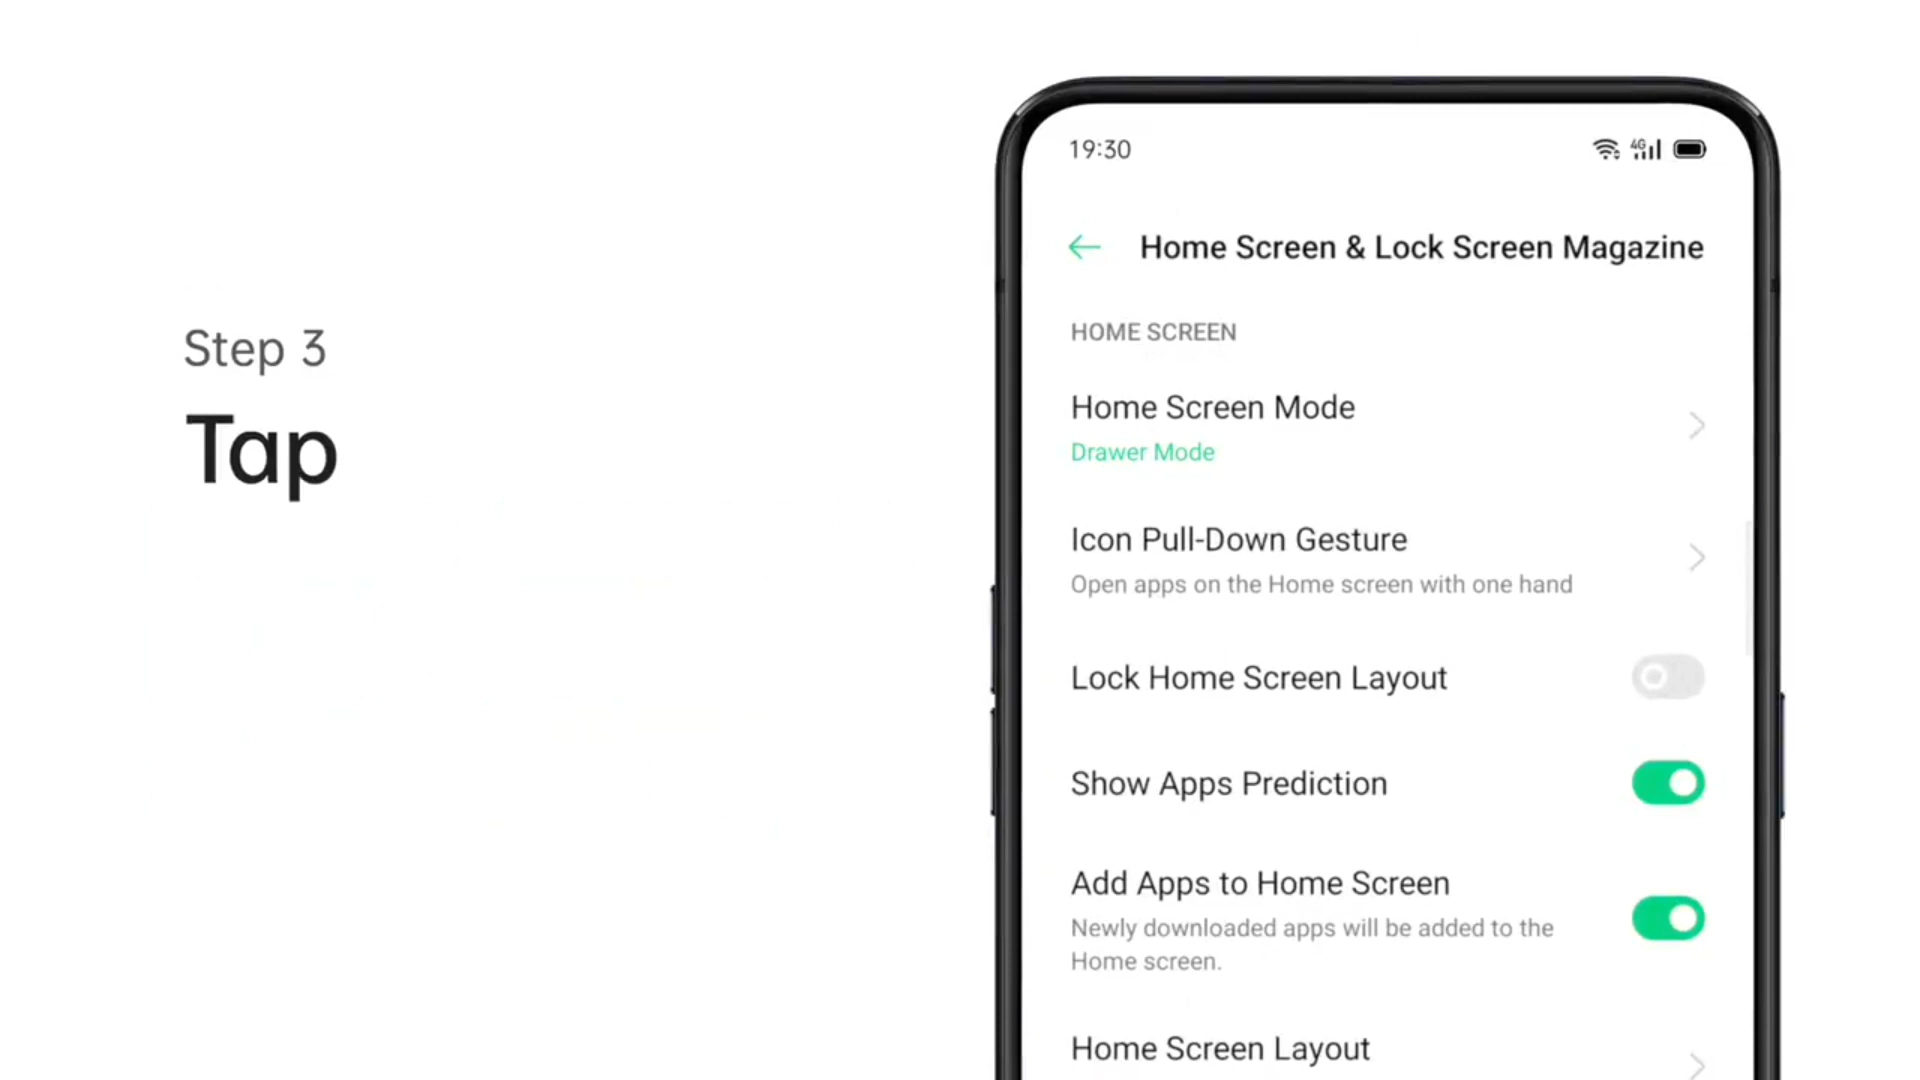 Step 3
Tap
19:30
4G
Home Screen & Lock Screen Magazine
HOME SCREEN
Home Screen Mode
Drawer Mode
Icon Pull-Down Gesture
Open apps on the Home screen with one hand
Lock Home Screen Layout
Show Apps Prediction
Add Apps to Home Screen
Newly downloaded apps will be added to the
Home screen.
Home Screen Layout